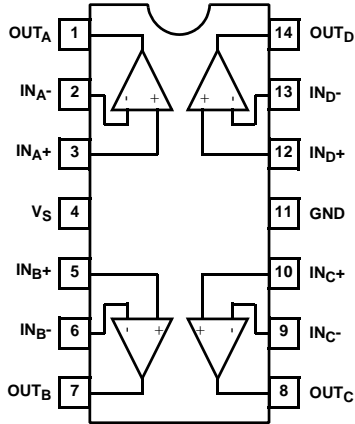 OUTA 1 14 OUTD
INA- 2 - + + - 13 IND-
INA+ 3 12 IND+
VS 4 11 GND
INB+ 5 10 INC+
INB- 6 - + + - 9 INC-
OUTB 7 8 OUTC